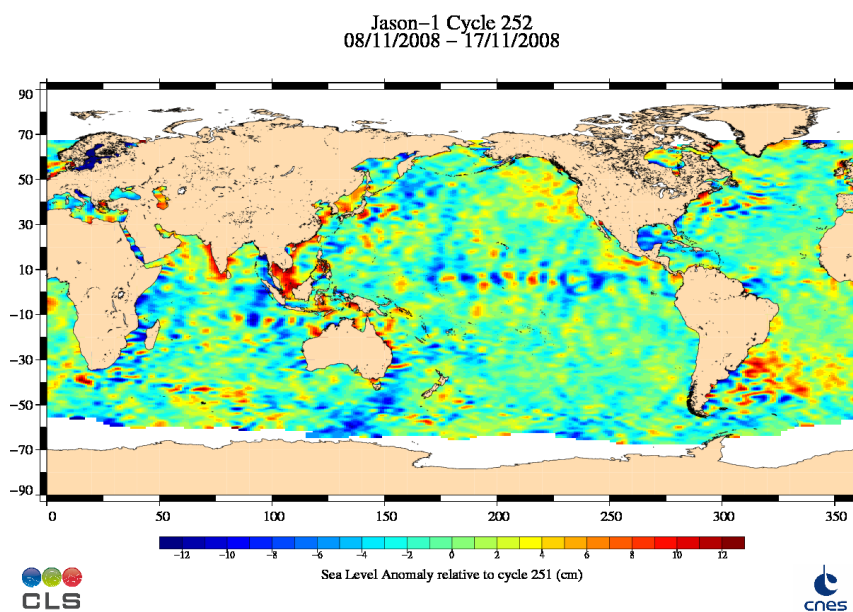 Jason−1 Cycle 252
08/11/2008 − 17/11/2008
90
70
50
30
10
−10
−30
−50
−70
−90
0 50 100 150 200 250 300 350
−12 −10 −8 −6 −4 −2 0 2 4 6 8 10 12
Sea Level Anomaly relative to cycle 251 (cm)
CLS
cnes